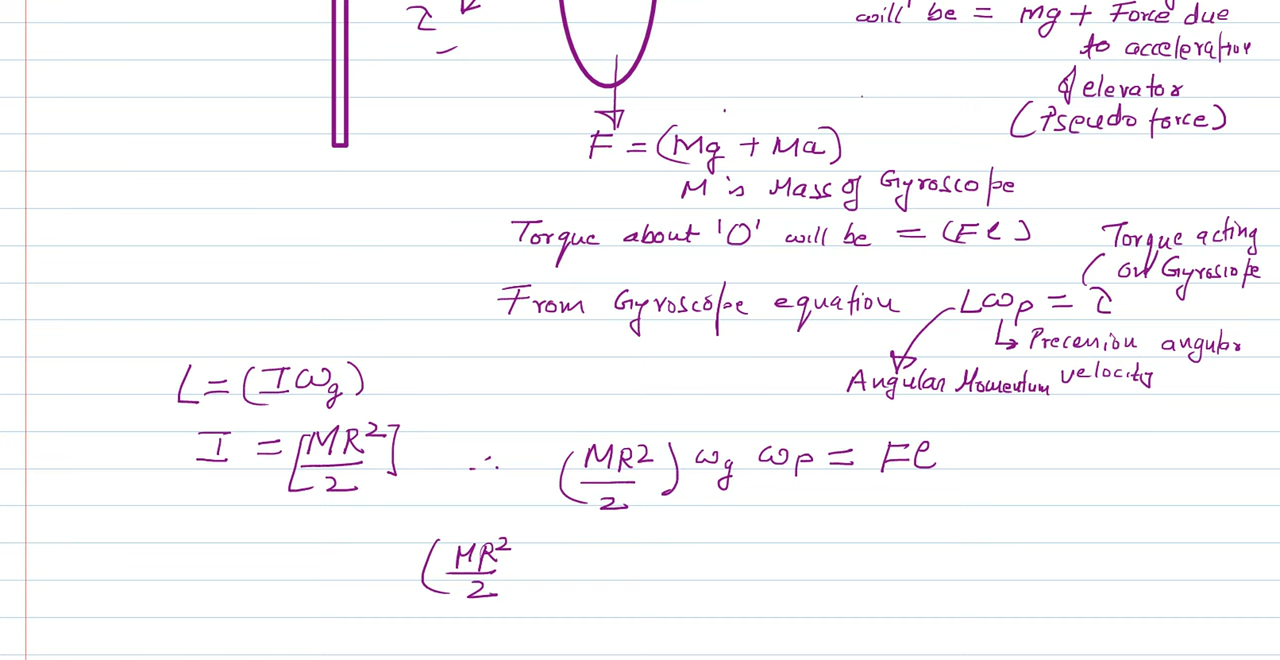 τ
will be = mg + Force due
to acceleration
of elevator
(Pseudo force)
F = (Mg + Ma)
M is Mass of Gyroscope
Torque about 'O' will be = (Fl)
Torque acting
on Gyroscope
From Gyroscope equation Lωp = τ
↳ Precession angular
velocity
Angular Momentum
L = (Iωg)
I = [MR²/2] ∴ (MR²/2) ωg ωp = Fl
(MR²/2